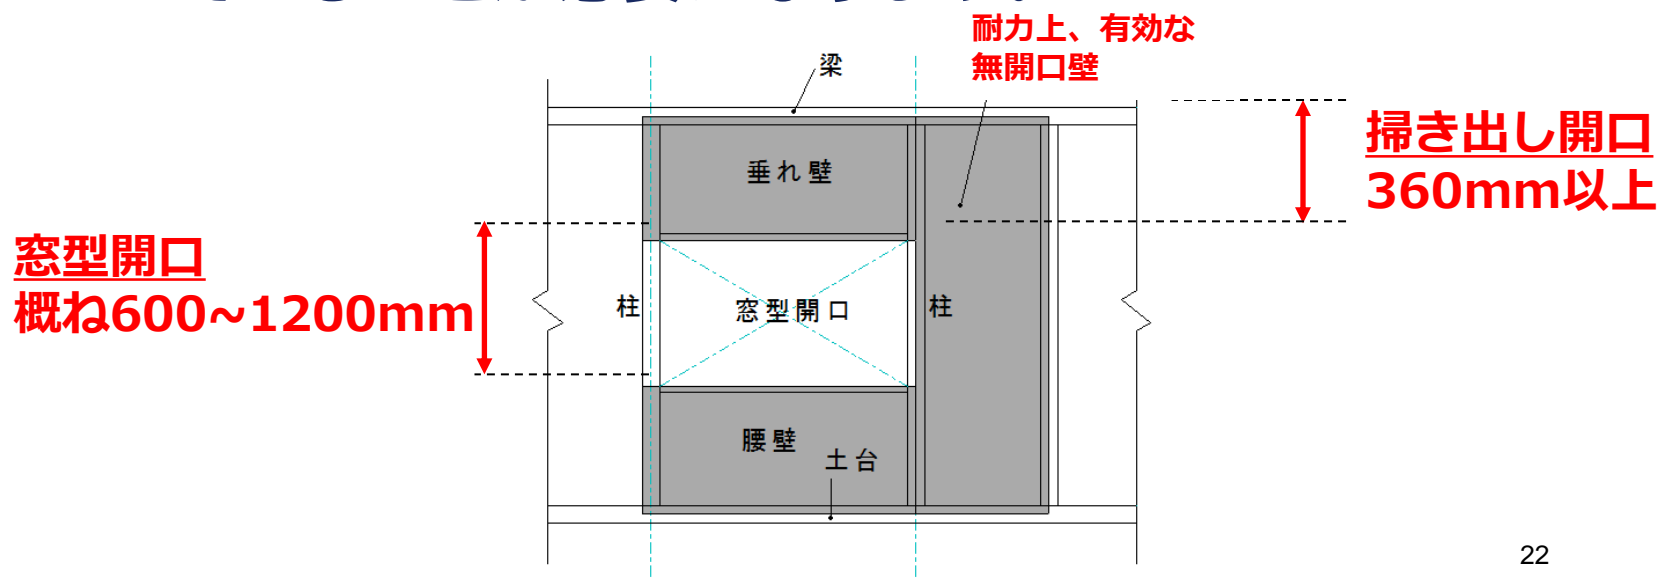 耐力上、有効な
無開口壁
梁
掃き出し開口
360mm以上
垂れ壁
窓型開口
概ね600~1200mm
柱
窓型開口
柱
腰壁
土台
22